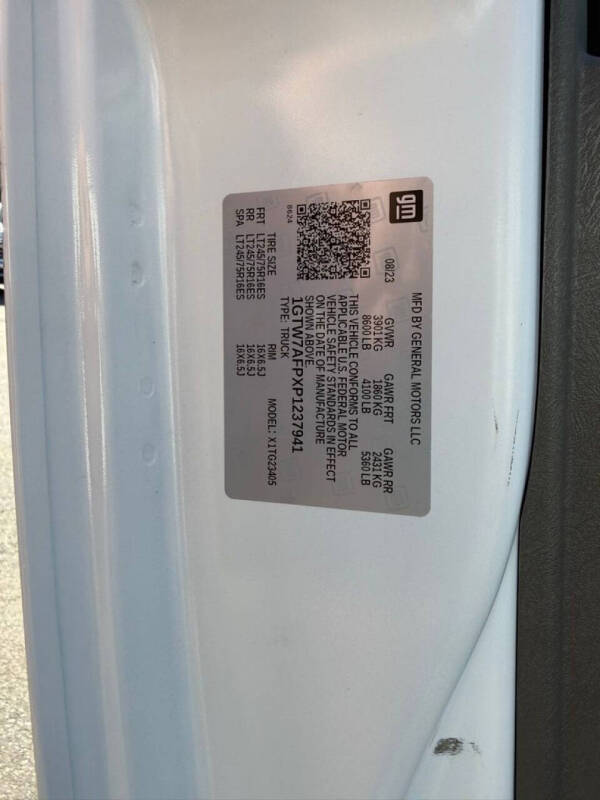 gm
MFD BY GENERAL MOTORS LLC
08/23 GVWR GAWR FRT GAWR RR
3901 KG 1860 KG 2431 KG
8600 LB 4100 LB 5360 LB
THIS VEHICLE CONFORMS TO ALL
APPLICABLE U.S. FEDERAL MOTOR
VEHICLE SAFETY STANDARDS IN EFFECT
ON THE DATE OF MANUFACTURE
SHOWN ABOVE.
8624
1GTW7AFPXP1237941
TYPE: TRUCK MODEL: X1TG23405
TIRE SIZE RIM
FRT LT245/75R16ES 16X6.5J
RR LT245/75R16ES 16X6.5J
SPA LT245/75R16ES 16X6.5J